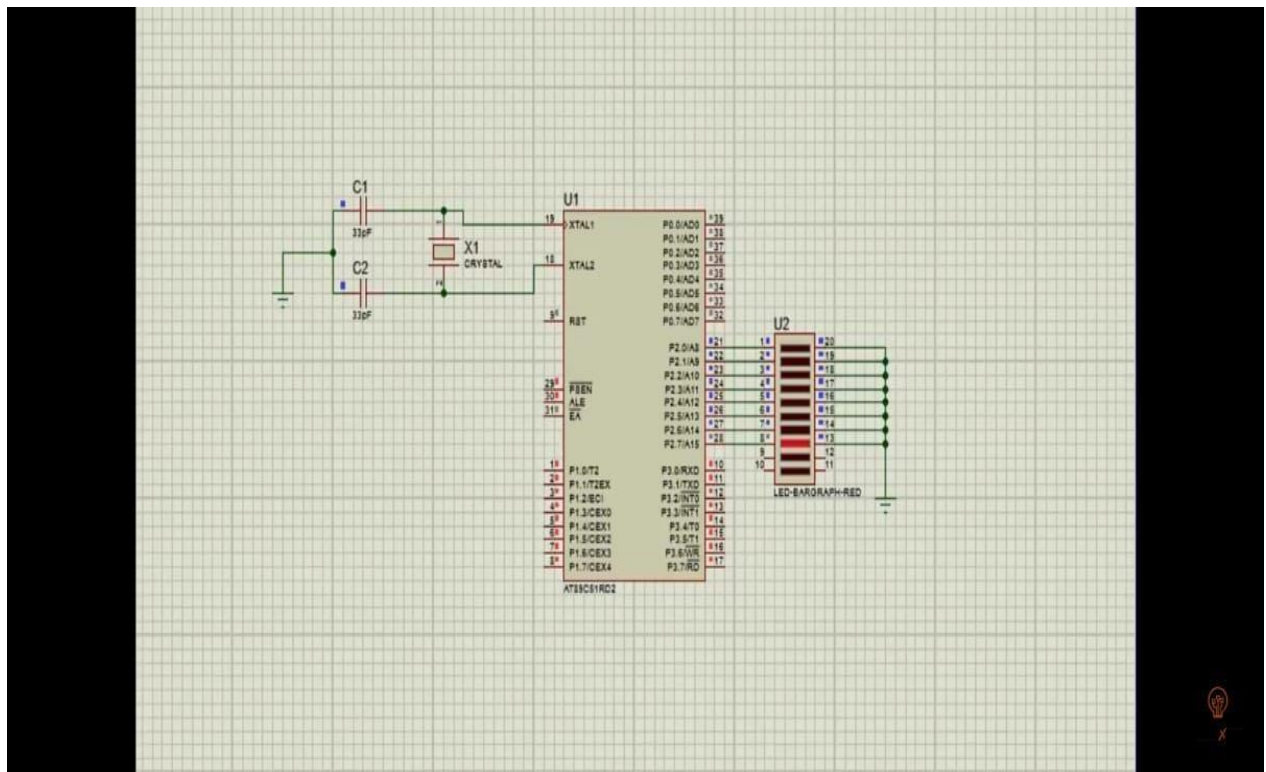 C1
33pF
X1
CRYSTAL
C2
33pF
1
2
U1
19
XTAL1
18
XTAL2
9
RST
29
PSEN
30
ALE
31
EA
1
P1.0/T2
2
P1.1/T2EX
3
P1.2/ECI
4
P1.3/CEX0
5
P1.4/CEX1
6
P1.5/CEX2
7
P1.6/CEX3
8
P1.7/CEX4
P0.0/AD0
39
P0.1/AD1
38
P0.2/AD2
37
P0.3/AD3
36
P0.4/AD4
35
P0.5/AD5
34
P0.6/AD6
33
P0.7/AD7
32
P2.0/A8
21
P2.1/A9
22
P2.2/A10
23
P2.3/A11
24
P2.4/A12
25
P2.5/A13
26
P2.6/A14
27
P2.7/A15
28
P3.0/RXD
10
P3.1/TXD
11
P3.2/INT0
12
P3.3/INT1
13
P3.4/T0
14
P3.5/T1
15
P3.6/WR
16
P3.7/RD
17
AT89C51RD2
U2
1
20
2
19
3
18
4
17
5
16
6
15
7
14
8
13
9
12
10
11
LED-BARGRAPH-RED